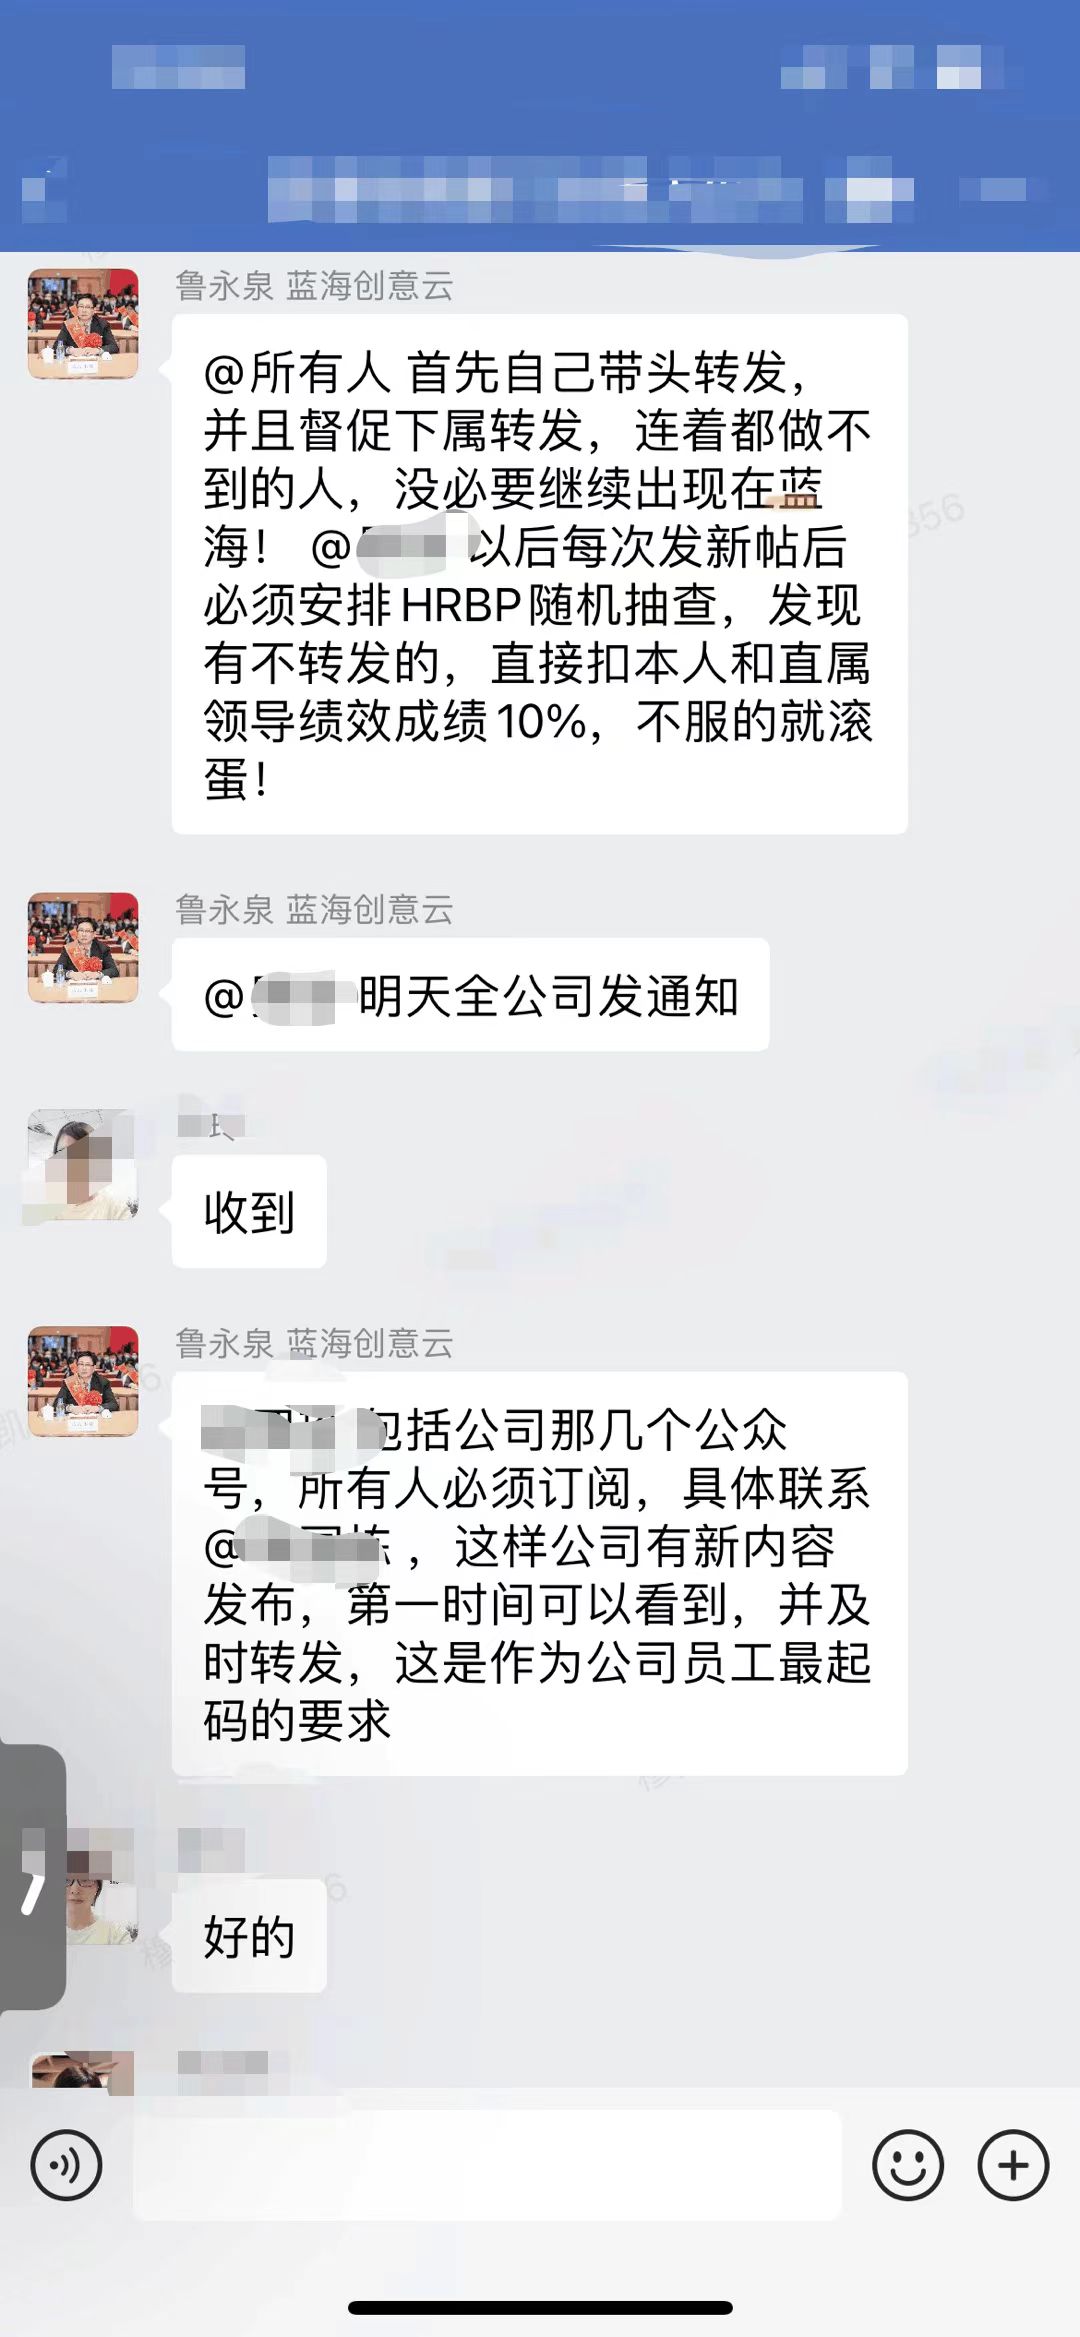 鲁永泉 蓝海创意云
@所有人 首先自己带头转发，
并且督促下属转发，连着都做不
到的人，没必要继续出现在蓝
海！ @以后每次发新帖后
必须安排HRBP随机抽查，发现
有不转发的，直接扣本人和直属
领导绩效成绩10%，不服的就滚
蛋！
鲁永泉 蓝海创意云
@明天全公司发通知
收到
鲁永泉 蓝海创意云
包括公司那几个公众
号，所有人必须订阅，具体联系
@，这样公司有新内容
发布，第一时间可以看到，并及
时转发，这是作为公司员工最起
码的要求
好的